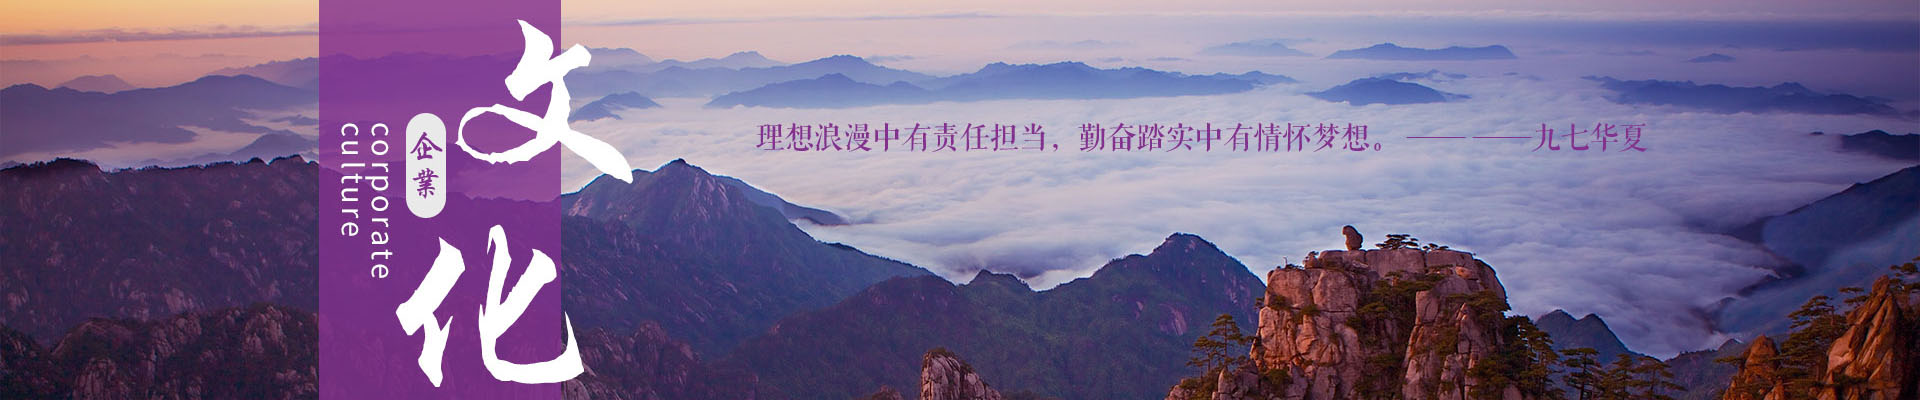 文化
企業
corporate
culture
理想浪漫中有责任担当，勤奋踏实中有情怀梦想。 —— ——九七华夏